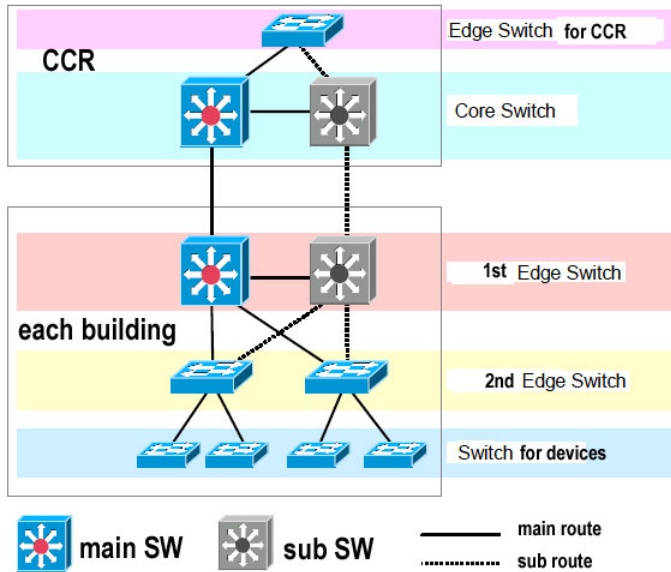 Edge Switch for CCR
CCR
Core Switch
1st Edge Switch
each building
2nd Edge Switch
Switch for devices
main SW
sub SW
main route
sub route